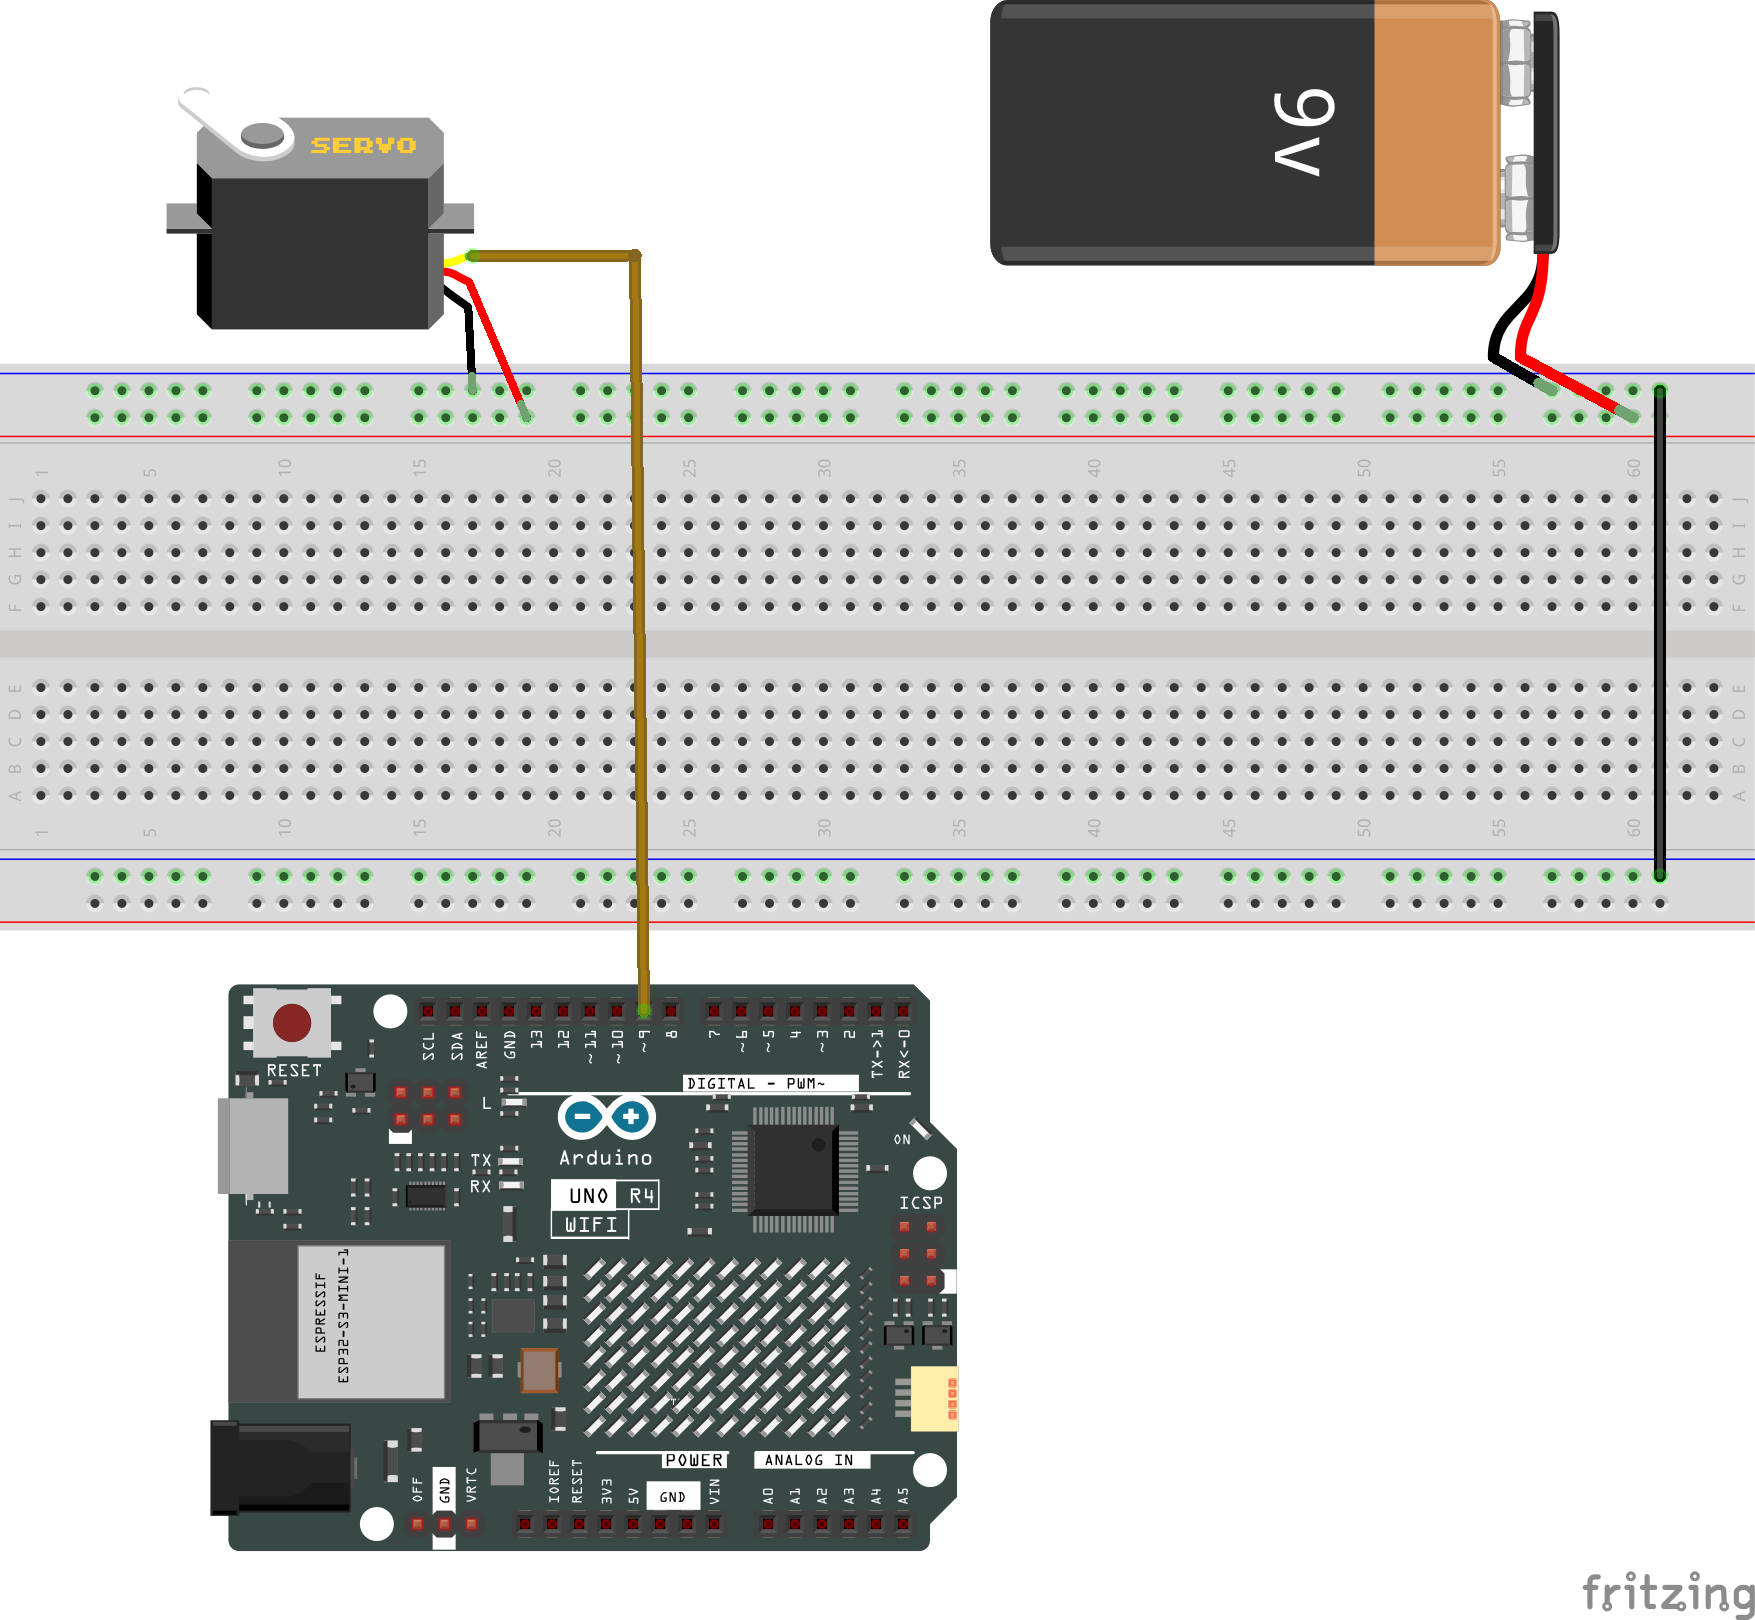 SERVO
9v
1 5 10 15 20 25 30 35 40 45 50 55 60
J J
I I
H H
G G
F F
E E
D D
C C
B B
A A
1 5 10 15 20 25 30 35 40 45 50 55 60
SCL SDA AREF GND 13 12 ~11 ~10 ~9 8 7 ~6 ~5 4 ~3 2 TX->1 RX<-0
RESET
DIGITAL - PWM~
L
ON
Arduino
TX
RX
UNO R4
WIFI
ICSP
ESPRESSIF
ESP32-S3-MINI-1
POWER
ANALOG IN
OFF GND VRTC IOREF RESET 3V3 5V GND VIN A0 A1 A2 A3 A4 A5
fritzing